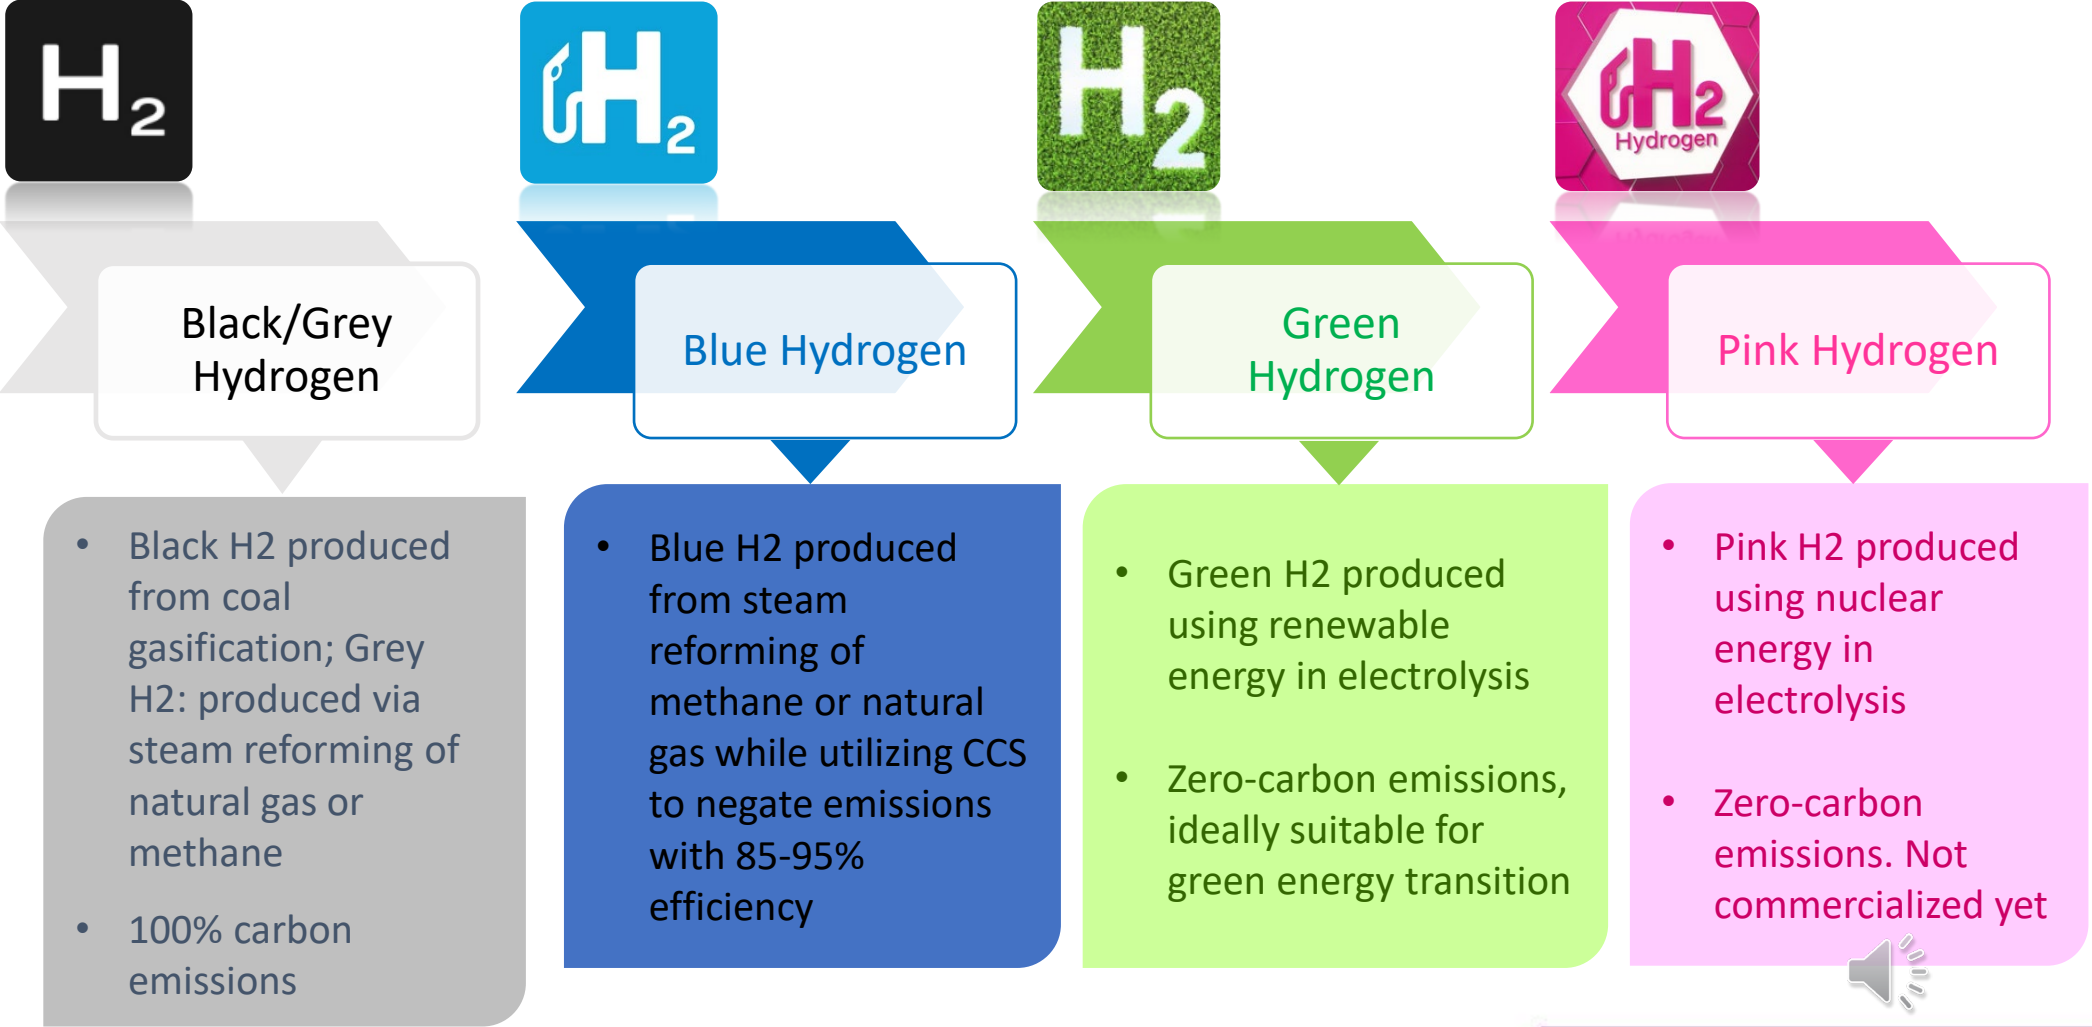 H2
H2
H2
H2
Hydrogen
Black/Grey
Hydrogen
Blue Hydrogen
Green
Hydrogen
Pink Hydrogen
• Black H2 produced
from coal
gasification; Grey
H2: produced via
steam reforming of
natural gas or
methane
• 100% carbon
emissions
• Blue H2 produced
from steam
reforming of
methane or natural
gas while utilizing CCS
to negate emissions
with 85-95%
efficiency
• Green H2 produced
using renewable
energy in electrolysis
• Zero-carbon emissions,
ideally suitable for
green energy transition
• Pink H2 produced
using nuclear
energy in
electrolysis
• Zero-carbon
emissions. Not
commercialized yet